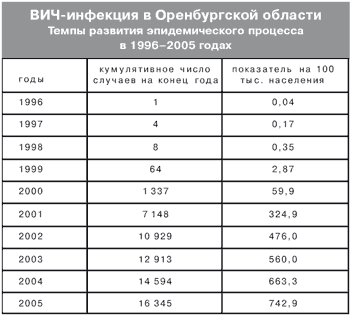 ВИЧ-инфекция в Оренбургской области
Темпы развития эпидемического процесса
в 1996–2005 годах
годы кумулятивное число случаев на конец года показатель на 100 тыс. населения
1996 1 0,04
1997 4 0,17
1998 8 0,35
1999 64 2,87
2000 1 337 59,9
2001 7 148 324,9
2002 10 929 476,0
2003 12 913 560,0
2004 14 594 663,3
2005 16 345 742,9